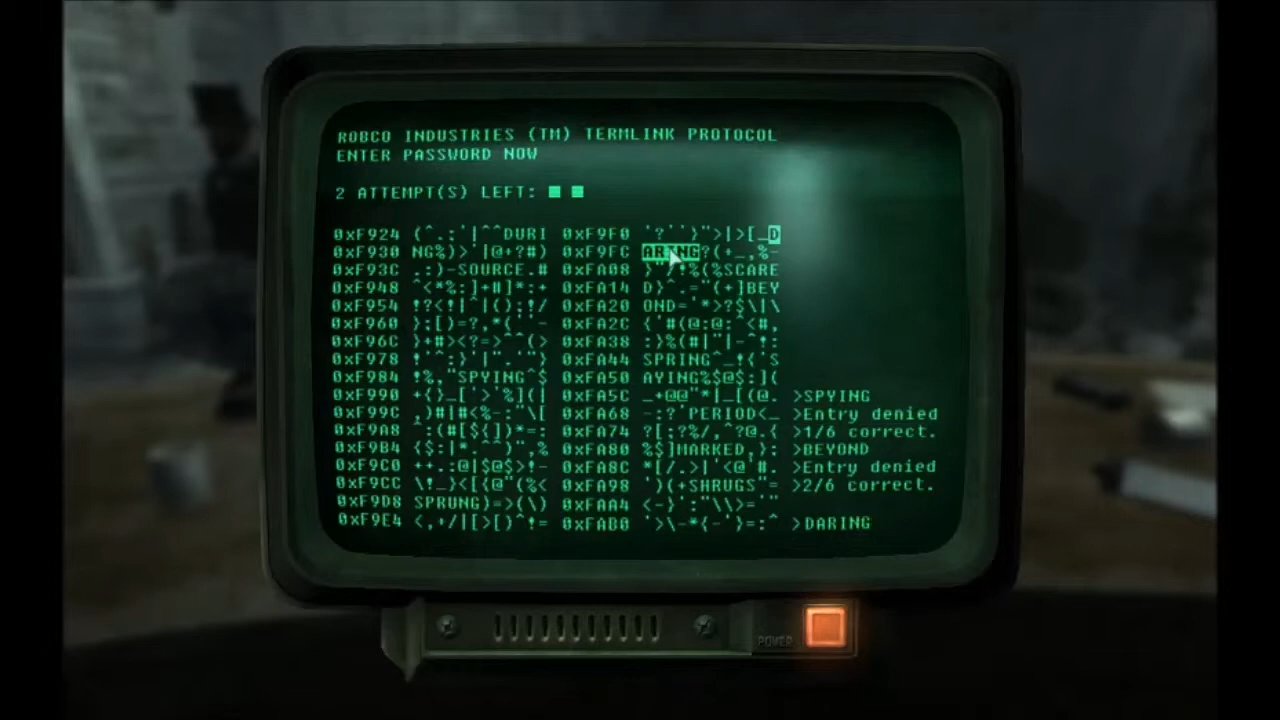 ROBCO INDUSTRIES (TM) TERMLINK PROTOCOL
ENTER PASSWORD NOW
2 ATTEMPT(S) LEFT: ■ ■
0xF924 (^.:'|^^DURI 0xF9F0 '?``}">|>[_D
0xF930 NG%)>`|@+?#) 0xF9FC ARING?(+_,%-
0xF93C .:)-SOURCE.# 0xFA08 }")!%(%SCARE
0xF948 ^<*%:]+#]*:+ 0xFA14 D}^.="(+]BEY
0xF954 !?<!|^|();!/ 0xFA20 OND='*>?$\|\
0xF960 }:[)=?,*(``- 0xFA2C {'#(@:@:^<#,
0xF96C }+#><?=>^^(> 0xFA38 :}%(#|"|-^!:
0xF978 !`^:}'|".'"} 0xFA44 SPRING^_!{'S
0xF984 !%,"SPYING^$ 0xFA50 AYING%$@$:](
0xF990 +{}_['>`%](| 0xFA5C _+@@"*|_[(@. >SPYING
0xF99C ,)#|#<%-:"\[ 0xFA68 -:?'PERIOD<_ >Entry denied
0xF9A8 ^:(#[${])*=: 0xFA74 ?[:?%/,^?@.{ >1/6 correct.
0xF9B4 {$:|*.^^)",% 0xFA80 %$]MARKED,}: >BEYOND
0xF9C0 ++.:@|$@$>!- 0xFA8C *[/.>|'<@'#. >Entry denied
0xF9CC \!_}<[{@"(%< 0xFA98 ')(+SHRUGS"= >2/6 correct.
0xF9D8 SPRUNG)=>(\) 0xFAA4 <-}`:"\\>='"
0xF9E4 <,+/|[>[)^!= 0xFAB0 '>\-*{-`}=:^ >DARING
POWER